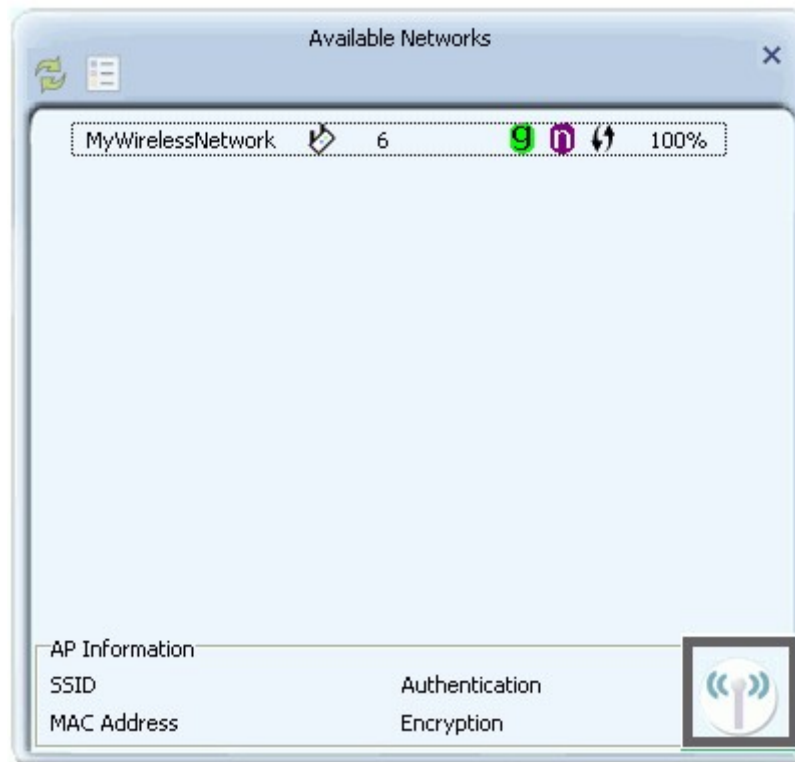 Available Networks
MyWirelessNetwork 6 g n 100%
AP Information
SSID Authentication
MAC Address Encryption